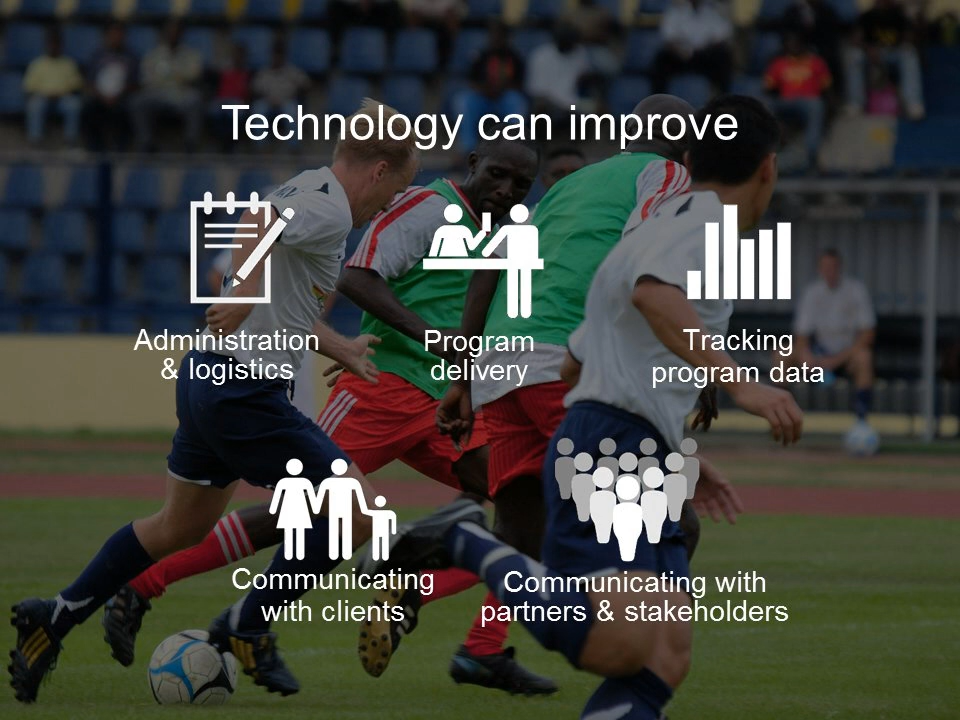 Technology can improve
Administration
& logistics
Program
delivery
Tracking
program data
Communicating
with clients
Communicating with
partners & stakeholders